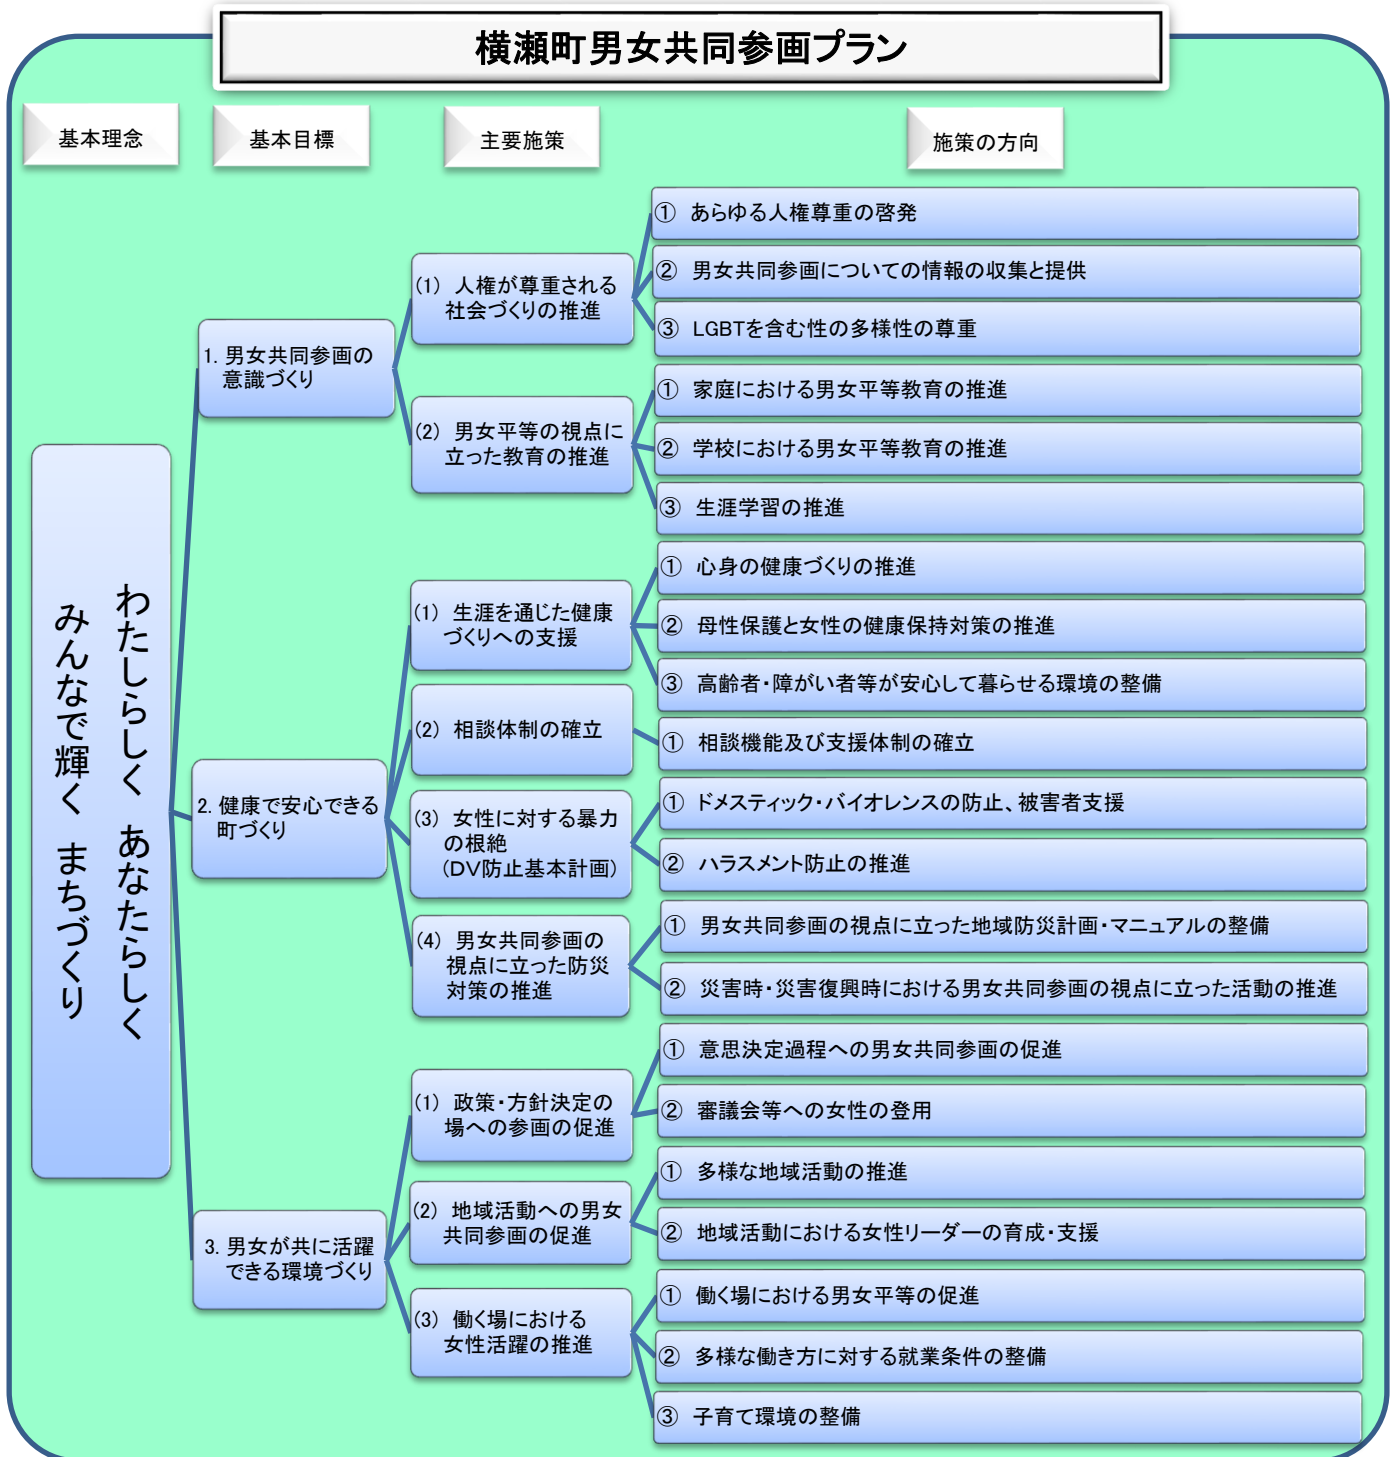 横瀬町男女共同参画プラン
基本理念
基本目標
主要施策
施策の方向
わたしらしく あなたらしく
みんなで輝く まちづくり
1. 男女共同参画の
意識づくり
(1) 人権が尊重される
社会づくりの推進
① あらゆる人権尊重の啓発
② 男女共同参画についての情報の収集と提供
③ LGBTを含む性の多様性の尊重
(2) 男女平等の視点に
立った教育の推進
① 家庭における男女平等教育の推進
② 学校における男女平等教育の推進
③ 生涯学習の推進
2. 健康で安心できる
町づくり
(1) 生涯を通じた健康
づくりへの支援
① 心身の健康づくりの推進
② 母性保護と女性の健康保持対策の推進
③ 高齢者・障がい者等が安心して暮らせる環境の整備
(2) 相談体制の確立
① 相談機能及び支援体制の確立
(3) 女性に対する暴力
の根絶
(DV防止基本計画)
① ドメスティック・バイオレンスの防止、被害者支援
② ハラスメント防止の推進
(4) 男女共同参画の
視点に立った防災
対策の推進
① 男女共同参画の視点に立った地域防災計画・マニュアルの整備
② 災害時・災害復興時における男女共同参画の視点に立った活動の推進
3. 男女が共に活躍
できる環境づくり
(1) 政策・方針決定の
場への参画の促進
① 意思決定過程への男女共同参画の促進
② 審議会等への女性の登用
(2) 地域活動への男女
共同参画の促進
① 多様な地域活動の推進
② 地域活動における女性リーダーの育成・支援
(3) 働く場における
女性活躍の推進
① 働く場における男女平等の促進
② 多様な働き方に対する就業条件の整備
③ 子育て環境の整備